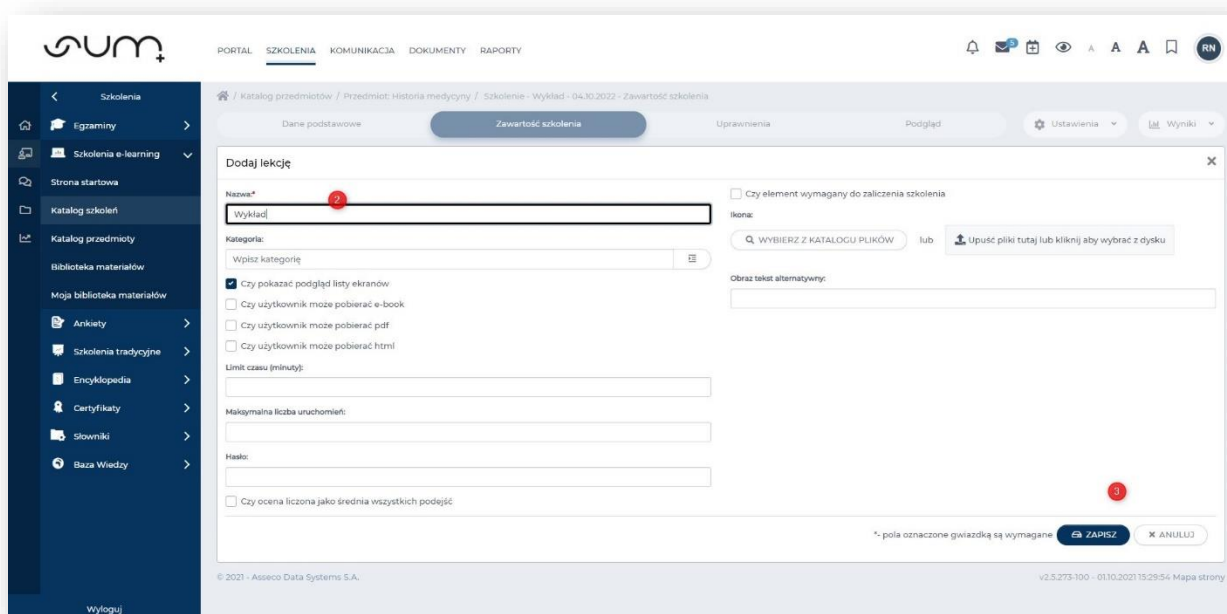 sum
PORTAL SZKOLENIA KOMUNIKACJA DOKUMENTY RAPORTY
5
A A A
RN
Szkolenia
Egzaminy
Szkolenia e-learning
Strona startowa
Katalog szkoleń
Katalog przedmioty
Biblioteka materiałów
Moja biblioteka materiałów
Ankiety
Szkolenia tradycyjne
Encyklopedia
Certyfikaty
Słowniki
Baza Wiedzy
Wyloguj
/ Katalog przedmiotów / Przedmiot: Historia medycyny / Szkolenie - Wykład - 04.10.2022 - Zawartość szkolenia
Dane podstawowe Zawartość szkolenia Uprawnienia Podgląd Ustawienia Wyniki
Dodaj lekcję
Nazwa:*
2
Wykład
Kategoria:
Wpisz kategorię
Czy pokazać podgląd listy ekranów
Czy użytkownik może pobierać e-book
Czy użytkownik może pobierać pdf
Czy użytkownik może pobierać html
Limit czasu (minuty):
Maksymalna liczba uruchomień:
Hasło:
Czy ocena liczona jako średnia wszystkich podejść
Czy element wymagany do zaliczenia szkolenia
Ikona:
WYBIERZ Z KATALOGU PLIKÓW lub Upuść pliki tutaj lub kliknij aby wybrać z dysku
Obraz tekst alternatywny:
3
*- pola oznaczone gwiazdką są wymagane ZAPISZ ANULUJ
© 2021 - Asseco Data Systems S.A.
v2.5.273-100 - 01.10.2021 15:29:54 Mapa strony